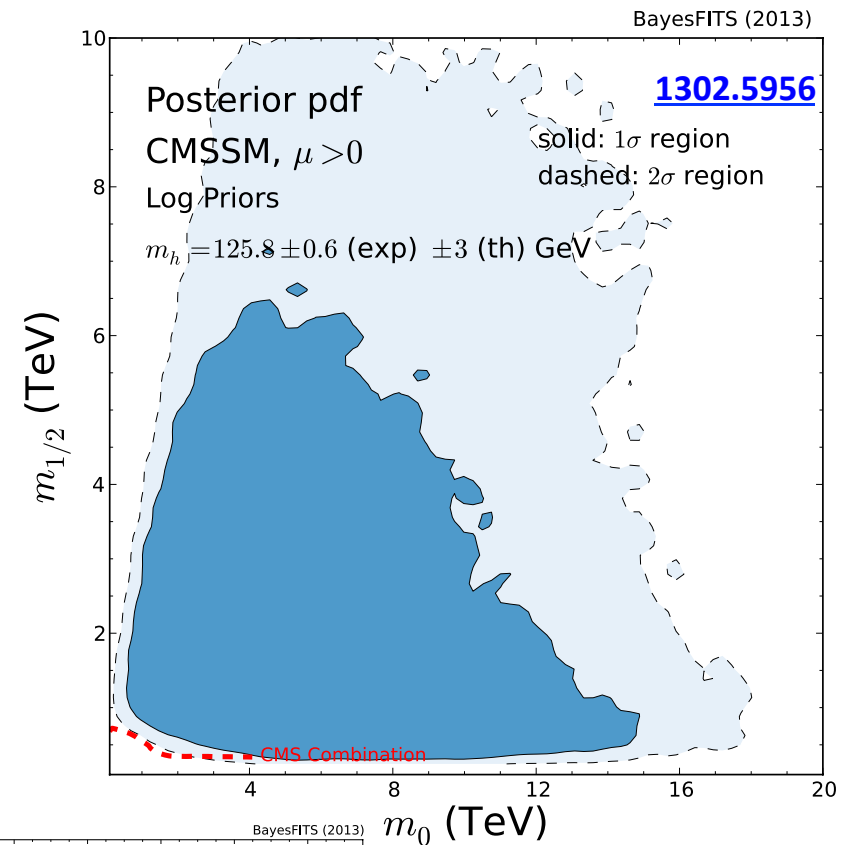 BayesFITS (2013)
1302.5956
Posterior pdf
CMSSM, μ >0
Log Priors
m_h =125.8 ±0.6 (exp) ±3 (th) GeV
solid: 1σ region
dashed: 2σ region
10
8
6
4
2
m_{1/2} (TeV)
CMS Combination
4
8
12
16
20
m_0 (TeV)
BayesFITS (2013)